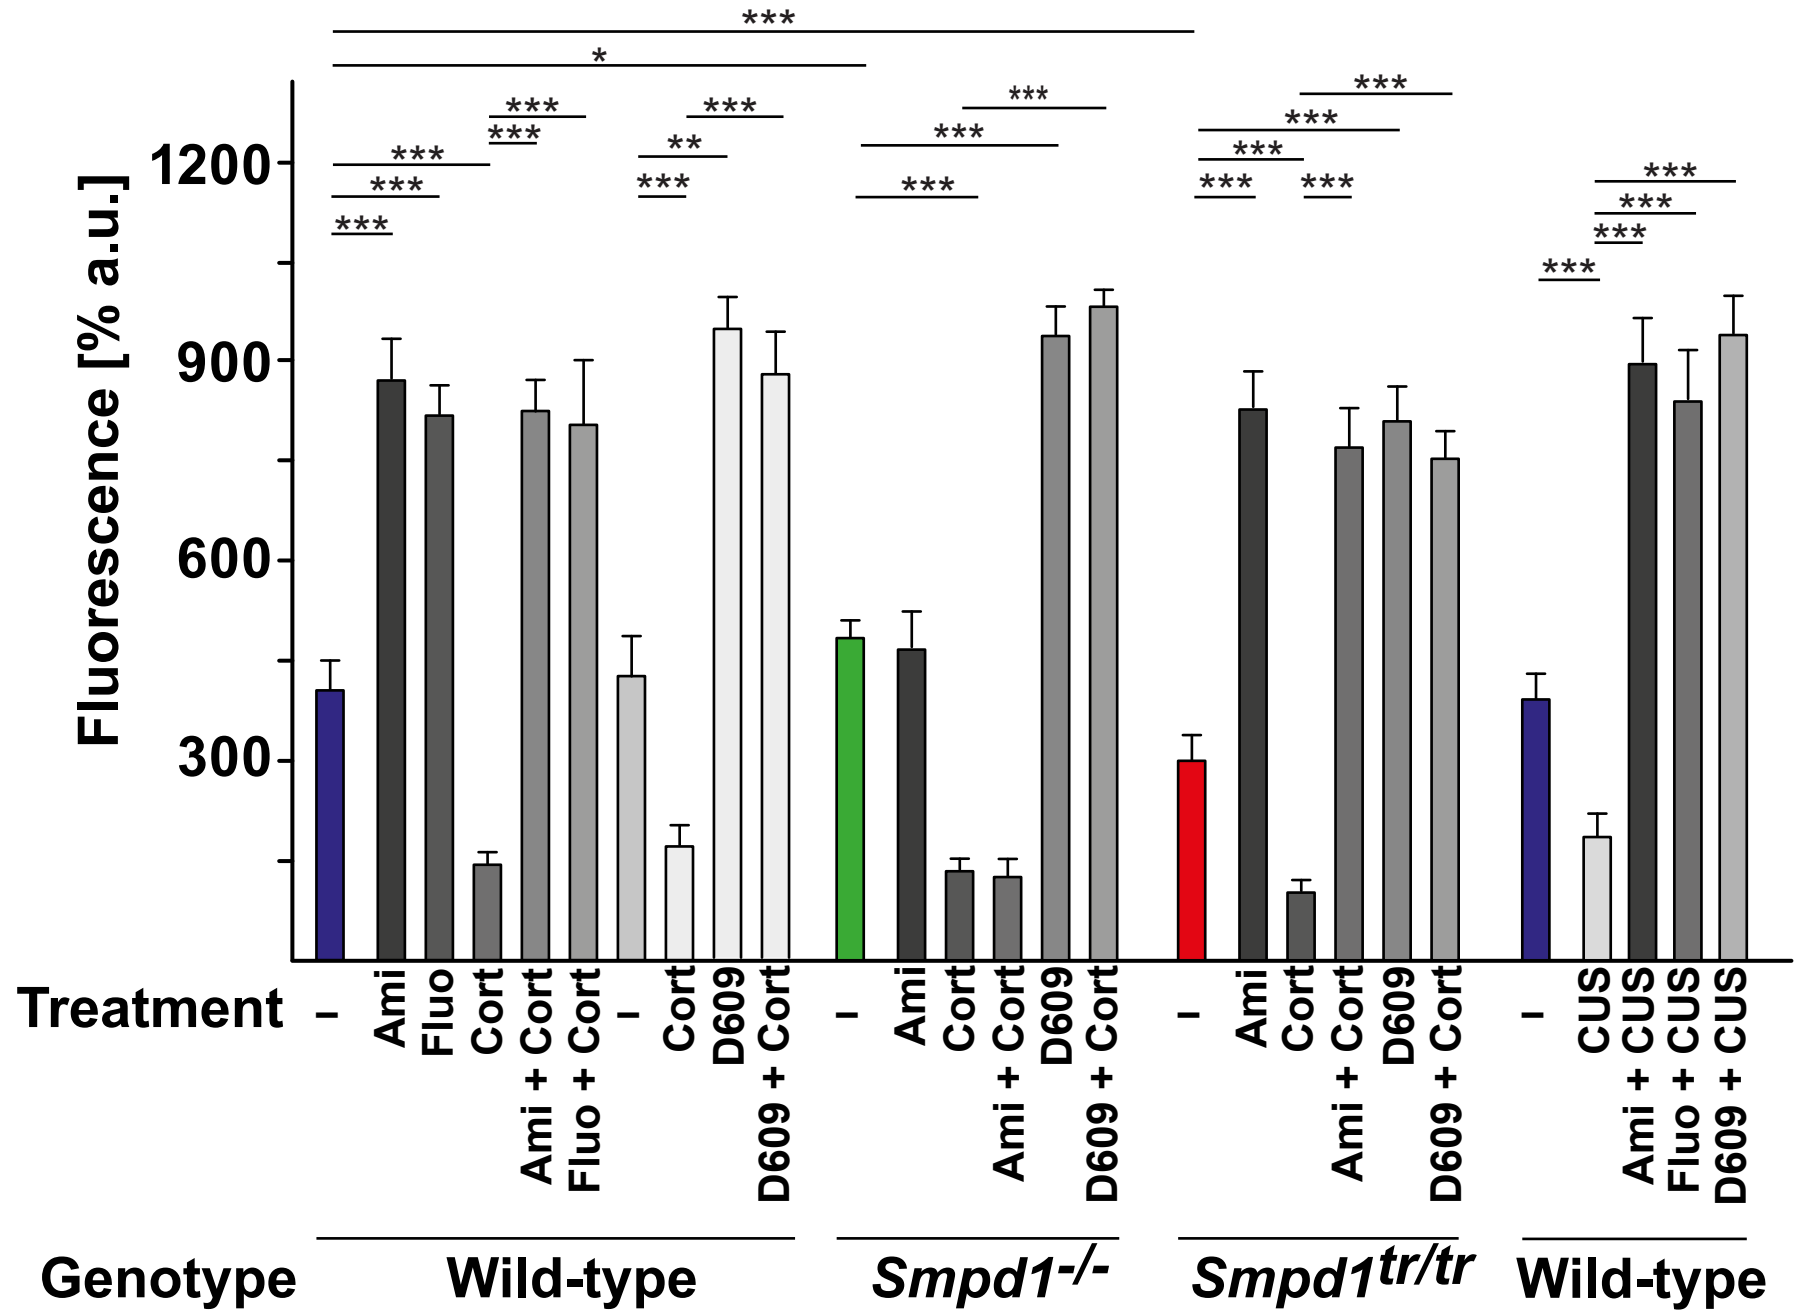 ***
*
***
***
***
***
***
***
***
***
***
**
***
***
***
***
***
***
***
***
***
***
***
***
Fluorescence [% a.u.]
1200
900
600
300
Treatment
–
Ami
Fluo
Cort
Ami + Cort
Fluo + Cort
–
Cort
D609
D609 + Cort
–
Ami
Cort
Ami + Cort
D609
D609 + Cort
–
Ami
Cort
Ami + Cort
D609
D609 + Cort
–
CUS
Ami + CUS
Fluo + CUS
D609 + CUS
Genotype
Wild-type
Smpd1-/-
Smpd1tr/tr
Wild-type